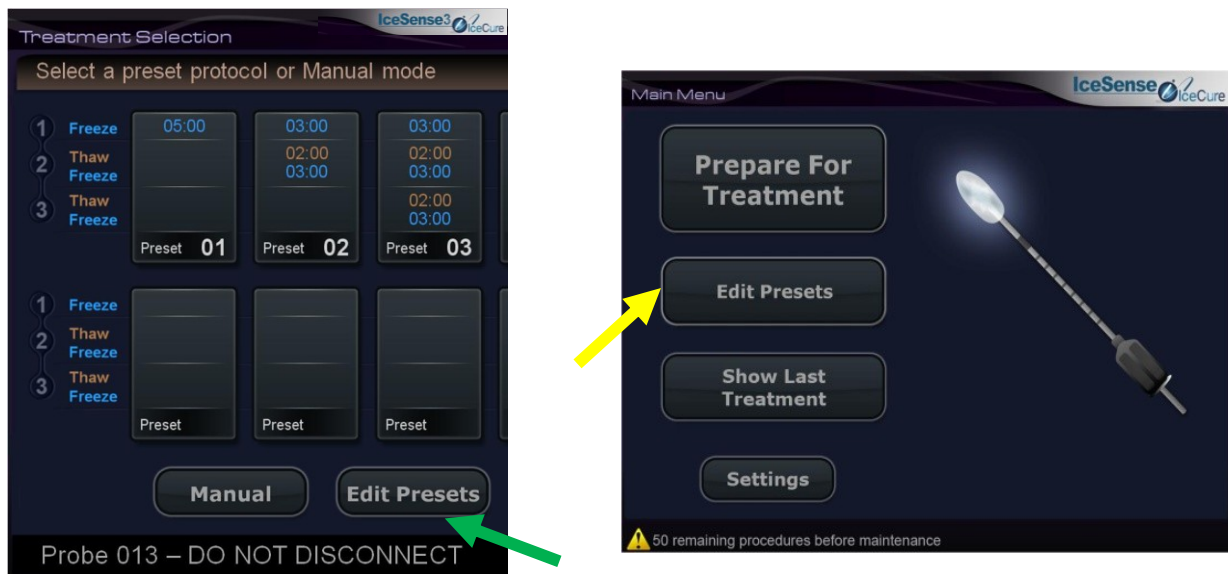 Treatment Selection
IceSense3 IceCure
Select a preset protocol or Manual mode
1 Freeze 05:00 03:00 03:00
2 Thaw 02:00 02:00
Freeze 03:00 03:00
3 Thaw 02:00
Freeze 03:00
Preset 01 Preset 02 Preset 03
1 Freeze
2 Thaw
Freeze
3 Thaw
Freeze
Preset Preset Preset
Manual Edit Presets
Probe 013 – DO NOT DISCONNECT
Main Menu
IceSense IceCure
Prepare For
Treatment
Edit Presets
Show Last
Treatment
Settings
50 remaining procedures before maintenance